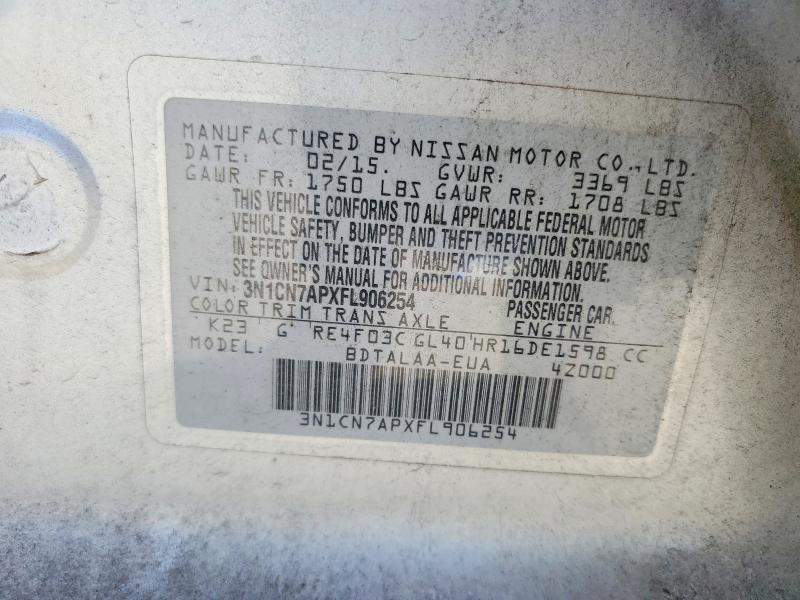 MANUFACTURED BY NISSAN MOTOR CO.,LTD.
DATE: 02/15. GVWR: 3369 LBS
GAWR FR: 1750 LBS GAWR RR: 1708 LBS
THIS VEHICLE CONFORMS TO ALL APPLICABLE FEDERAL MOTOR
VEHICLE SAFETY, BUMPER AND THEFT PREVENTION STANDARDS
IN EFFECT ON THE DATE OF MANUFACTURE SHOWN ABOVE.
SEE OWNER'S MANUAL FOR ADDITIONAL INFORMATION.
VIN: 3N1CN7APXFL906254 PASSENGER CAR.
COLOR TRIM TRANS AXLE ENGINE
K23 G RE4F03C GL40 HR16DE1598 CC
MODEL: BDTALAA-EUA 4Z000
3N1CN7APXFL906254